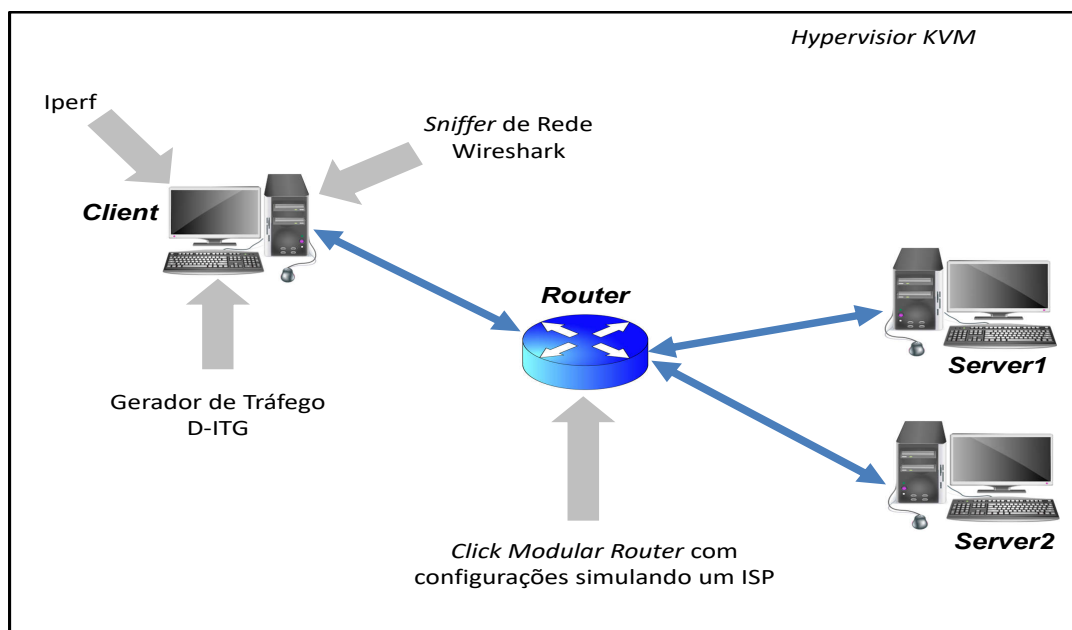 Hypervisior KVM
Iperf
Sniffer de Rede
Wireshark
Client
Router
Server1
Gerador de Tráfego
D-ITG
Server2
Click Modular Router com
configurações simulando um ISP